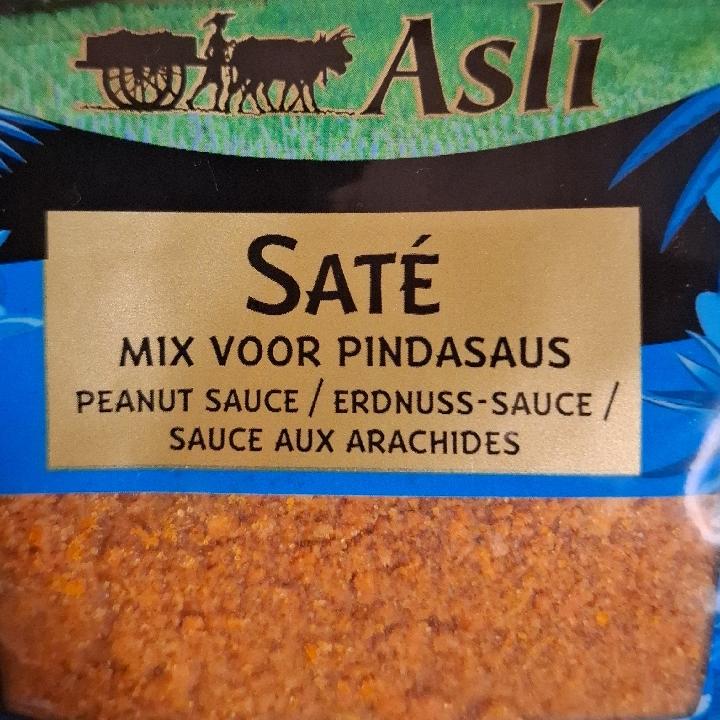 Asli
SATÉ
MIX VOOR PINDASAUS
PEANUT SAUCE / ERDNUSS-SAUCE /
SAUCE AUX ARACHIDES